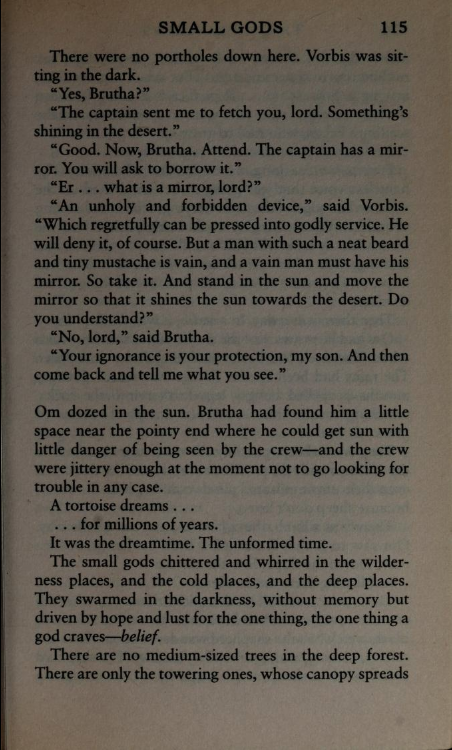 SMALL GODS 115
There were no portholes down here. Vorbis was sit-
ting in the dark.
“Yes, Brutha?”
“The captain sent me to fetch you, lord. Something’s
shining in the desert.”
“Good. Now, Brutha. Attend. The captain has a mir-
ror. You will ask to borrow it.”
“Er . . . what is a mirror, lord?”
“An unholy and forbidden device,” said Vorbis.
“Which regretfully can be pressed into godly service. He
will deny it, of course. But a man with such a neat beard
and tiny mustache is vain, and a vain man must have his
mirror. So take it. And stand in the sun and move the
mirror so that it shines the sun towards the desert. Do
you understand?”
“No, lord,” said Brutha.
“Your ignorance is your protection, my son. And then
come back and tell me what you see.”
Om dozed in the sun. Brutha had found him a little
space near the pointy end where he could get sun with
little danger of being seen by the crew—and the crew
were jittery enough at the moment not to go looking for
trouble in any case.
A tortoise dreams . . .
. . . for millions of years.
It was the dreamtime. The unformed time.
The small gods chittered and whirred in the wilder-
ness places, and the cold places, and the deep places.
They swarmed in the darkness, without memory but
driven by hope and lust for the one thing, the one thing a
god craves—belief.
There are no medium-sized trees in the deep forest.
There are only the towering ones, whose canopy spreads